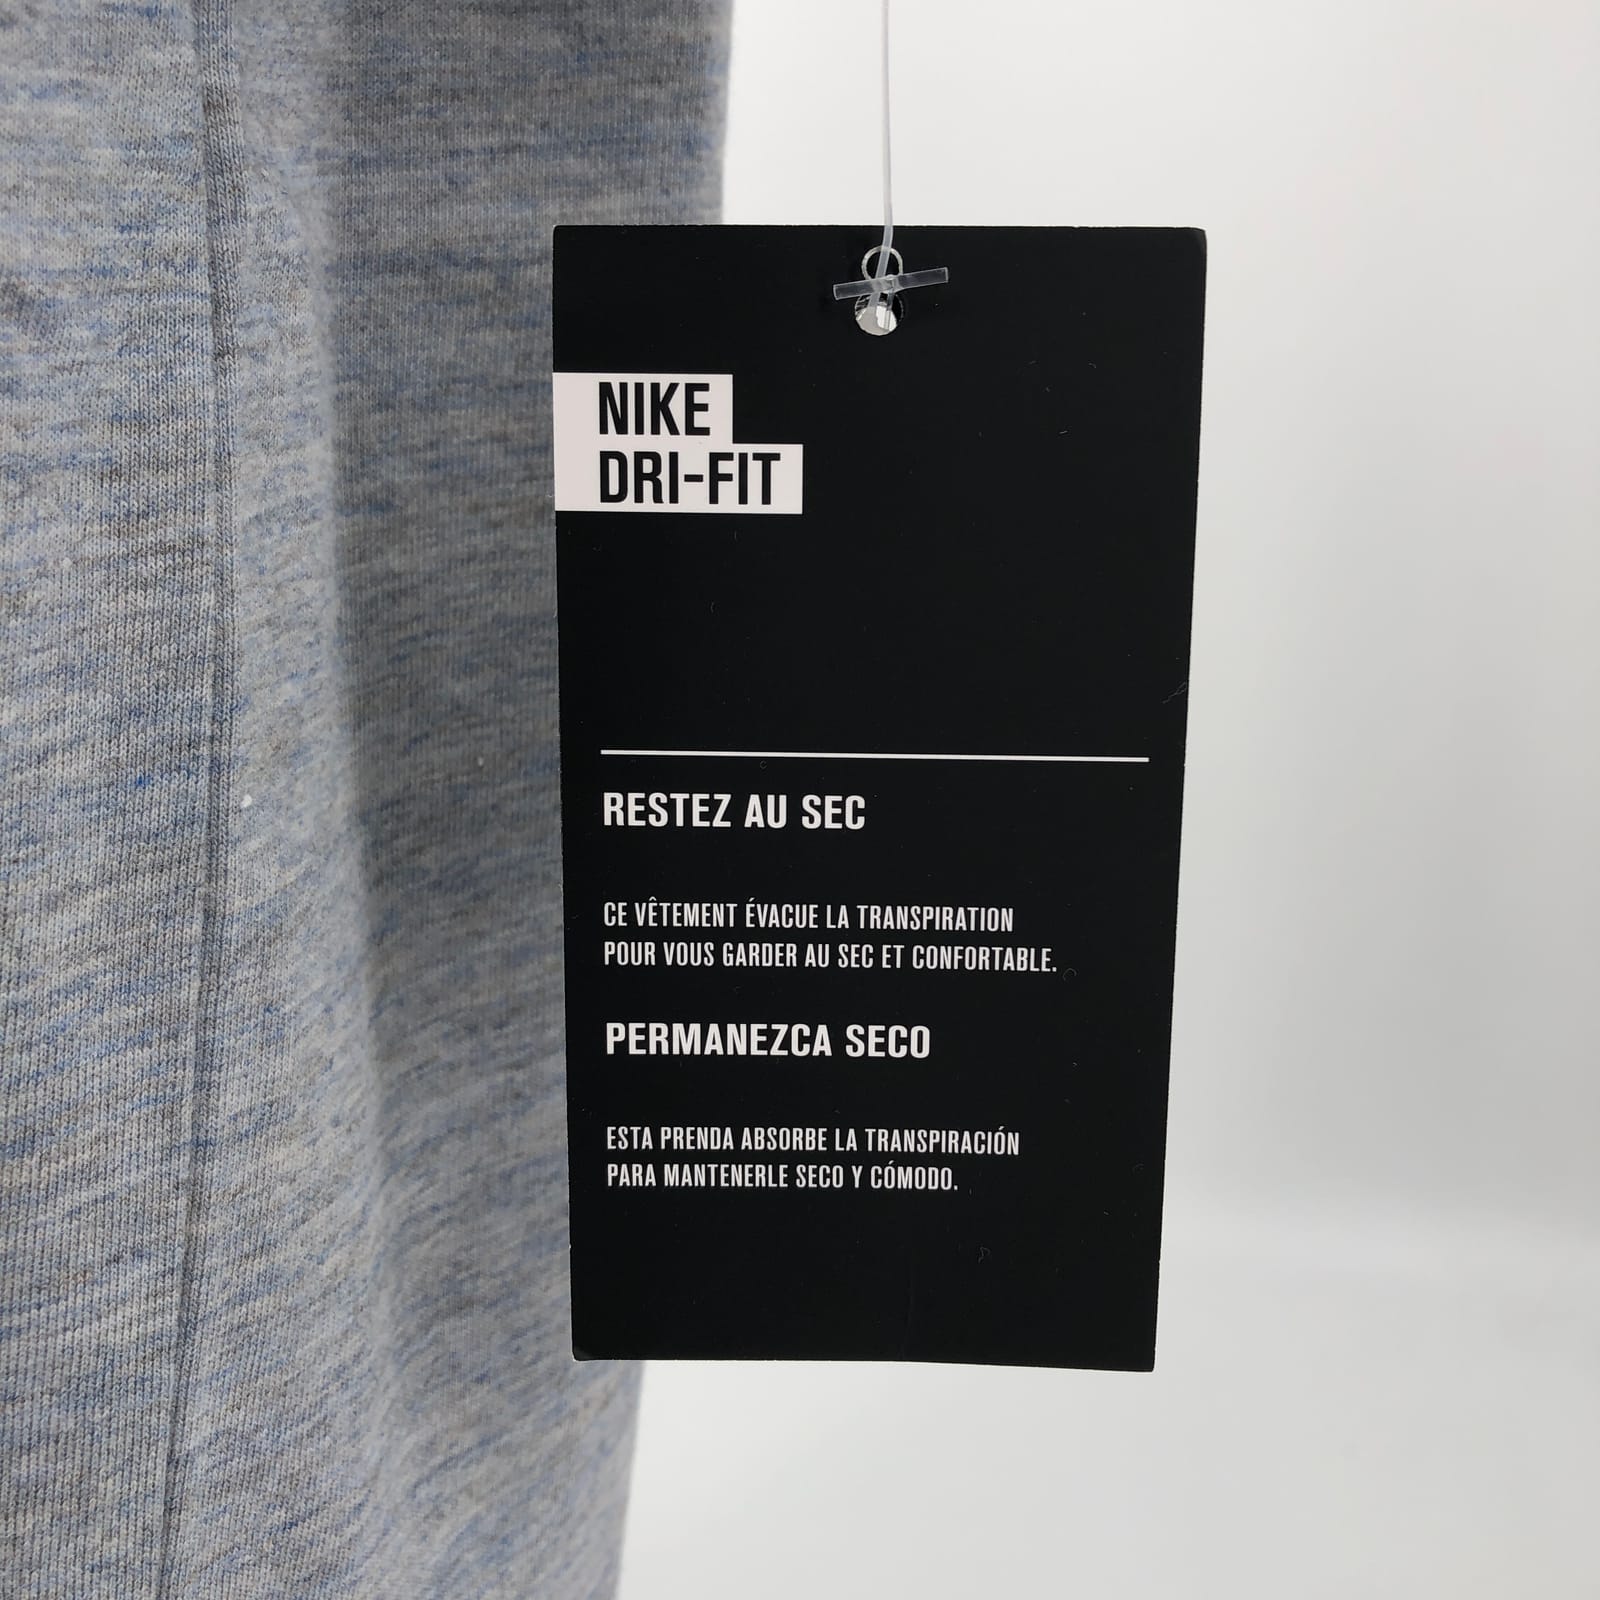 NIKE
DRI-FIT
RESTEZ AU SEC
CE VÊTEMENT ÉVACUE LA TRANSPIRATION
POUR VOUS GARDER AU SEC ET CONFORTABLE.
PERMANEZCA SECO
ESTA PRENDA ABSORBE LA TRANSPIRACIÓN
PARA MANTENERLE SECO Y CÓMODO.